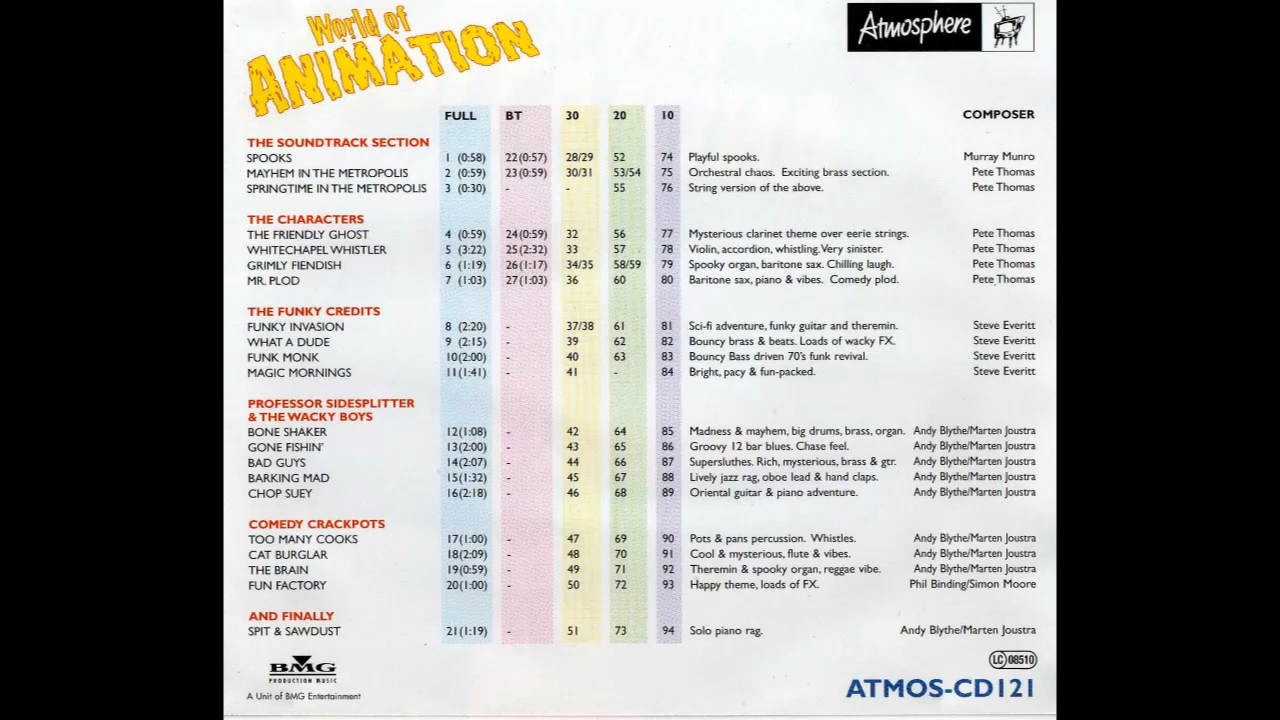 World of
ANIMATION
Atmosphere
FULL BT 30 20 10 COMPOSER
THE SOUNDTRACK SECTION
SPOOKS 1 (0:58) 22(0:57) 28/29 52 74 Playful spooks. Murray Munro
MAYHEM IN THE METROPOLIS 2 (0:59) 23(0:59) 30/31 53/54 75 Orchestral chaos. Exciting brass section. Pete Thomas
SPRINGTIME IN THE METROPOLIS 3 (0:30) - - 55 76 String version of the above. Pete Thomas
THE CHARACTERS
THE FRIENDLY GHOST 4 (0:59) 24(0:59) 32 56 77 Mysterious clarinet theme over eerie strings. Pete Thomas
WHITECHAPEL WHISTLER 5 (3:22) 25(2:32) 33 57 78 Violin, accordion, whistling. Very sinister. Pete Thomas
GRIMLY FIENDISH 6 (1:19) 26(1:17) 34/35 58/59 79 Spooky organ, baritone sax. Chilling laugh. Pete Thomas
MR. PLOD 7 (1:03) 27(1:03) 36 60 80 Baritone sax, piano & vibes. Comedy plod. Pete Thomas
THE FUNKY CREDITS
FUNKY INVASION 8 (2:20) - 37/38 61 81 Sci-fi adventure, funky guitar and theremin. Steve Everitt
WHAT A DUDE 9 (2:15) - 39 62 82 Bouncy brass & beats. Loads of wacky FX. Steve Everitt
FUNK MONK 10(2:00) - 40 63 83 Bouncy Bass driven 70's funk revival. Steve Everitt
MAGIC MORNINGS 11(1:41) - 41 - 84 Bright, pacy & fun-packed. Steve Everitt
PROFESSOR SIDESPLITTER
& THE WACKY BOYS
BONE SHAKER 12(1:08) - 42 64 85 Madness & mayhem, big drums, brass, organ. Andy Blythe/Marten Joustra
GONE FISHIN' 13(2:00) - 43 65 86 Groovy 12 bar blues. Chase feel. Andy Blythe/Marten Joustra
BAD GUYS 14(2:07) - 44 66 87 Supersluthes. Rich, mysterious, brass & gtr. Andy Blythe/Marten Joustra
BARKING MAD 15(1:32) - 45 67 88 Lively jazz rag, oboe lead & hand claps. Andy Blythe/Marten Joustra
CHOP SUEY 16(2:18) - 46 68 89 Oriental guitar & piano adventure. Andy Blythe/Marten Joustra
COMEDY CRACKPOTS
TOO MANY COOKS 17(1:00) - 47 69 90 Pots & pans percussion. Whistles. Andy Blythe/Marten Joustra
CAT BURGLAR 18(2:09) - 48 70 91 Cool & mysterious, flute & vibes. Andy Blythe/Marten Joustra
THE BRAIN 19(0:59) - 49 71 92 Theremin & spooky organ, reggae vibe. Andy Blythe/Marten Joustra
FUN FACTORY 20(1:00) - 50 72 93 Happy theme, loads of FX. Phil Binding/Simon Moore
AND FINALLY
SPIT & SAWDUST 21(1:19) - 51 73 94 Solo piano rag. Andy Blythe/Marten Joustra
BMG
PRODUCTION MUSIC
A Unit of BMG Entertainment
LC 08510
ATMOS-CD121